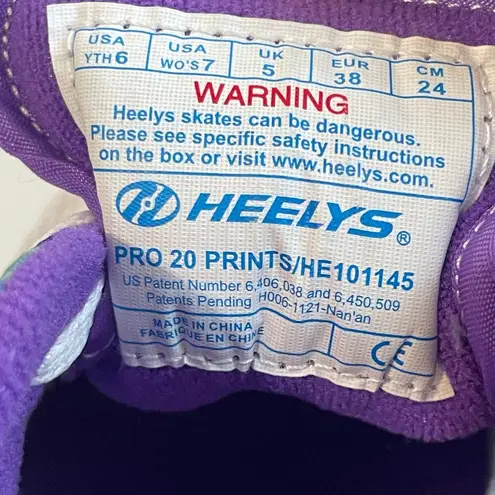 USA USA UK EUR CM
YTH 6 WO'S 7 5 38 24
WARNING
Heelys skates can be dangerous.
Please see specific safety instructions
on the box or visit www.heelys.com.
HEELYS®
PRO 20 PRINTS/HE101145
US Patent Number 6,406,038 and 6,450,509
Patents Pending H006-1121-Nan'an
MADE IN CHINA
FABRIQUE EN CHINE
CE